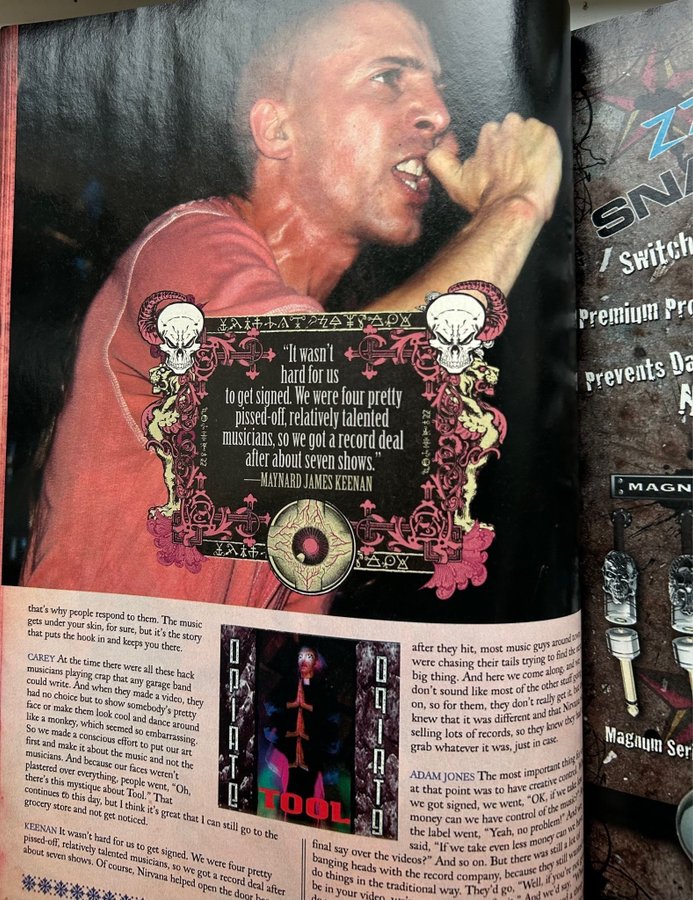 “It wasn't
hard for us
to get signed. We were four pretty
pissed-off, relatively talented
musicians, so we got a record deal
after about seven shows.”
—MAYNARD JAMES KEENAN
that's why people respond to them. The music
gets under your skin, for sure, but it's the story
that puts the hook in and keeps you there.
CAREY At the time there were all these hack
musicians playing crap that any garage band
could write. And when they made a video, they
had no choice but to show somebody's pretty
face or make them look cool and dance around
like a monkey, which seemed so embarrassing.
So we made a conscious effort to put our art
first and make it about the music and not the
musicians. And because our faces weren't
plastered over everything, people went, “Oh,
there's this mystique about Tool.” That
continues to this day, but I think it's great that I can still go to the
grocery store and not get noticed.
KEENAN It wasn't hard for us to get signed. We were four pretty
pissed-off, relatively talented musicians, so we got a record deal after
about seven shows. Of course, Nirvana helped open the door
OPIATE
OPIATE
TOOL
after they hit, most music guys around town
were chasing their tails trying to find the
big thing. And here we come along, and we
don't sound like most of the other stuff going
on, so for them, they don't really get it, but
knew that it was different and that Nirvana
selling lots of records, so they knew they had
grab whatever it was, just in case.
ADAM JONES The most important thing for
at that point was to have creative control
we got signed, we went, “OK, if we take
money can we have control of the music?”
the label went, “Yeah, no problem!” And
said, “If we take even less money can we have
final say over the videos?” And so on. But there was still a lot
banging heads with the record company, because they still wanted
do things in the traditional way. They'd go, “Well, if you're
be in your video,
And we'd say,
ZZ
SNA
Switch
Premium Pro
Prevents Da
MAGN
Magnum Seri